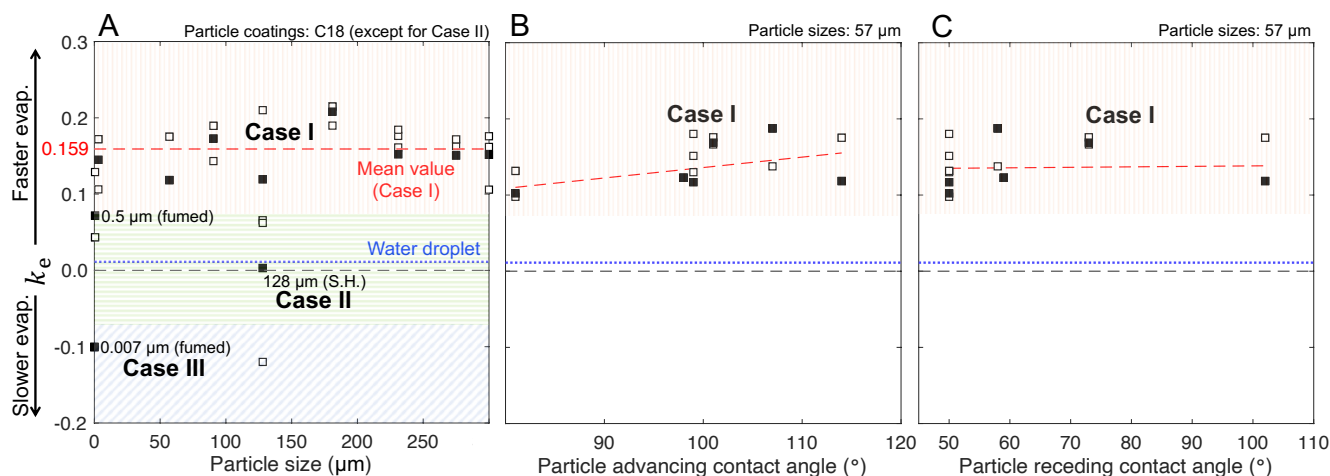 A
Particle coatings: C18 (except for Case II)
Faster evap.
kₑ
Slower evap.
0.3
0.2
0.159
0.1
0.0
-0.1
-0.2
Case I
Mean value
(Case I)
0.5 µm (fumed)
Water droplet
128 µm (S.H.)
Case II
0.007 µm (fumed)
Case III
0 50 100 150 200 250
Particle size (µm)
B
Particle sizes: 57 µm
Case I
90 100 110 120
Particle advancing contact angle (°)
C
Particle sizes: 57 µm
Case I
50 60 70 80 90 100 110
Particle receding contact angle (°)